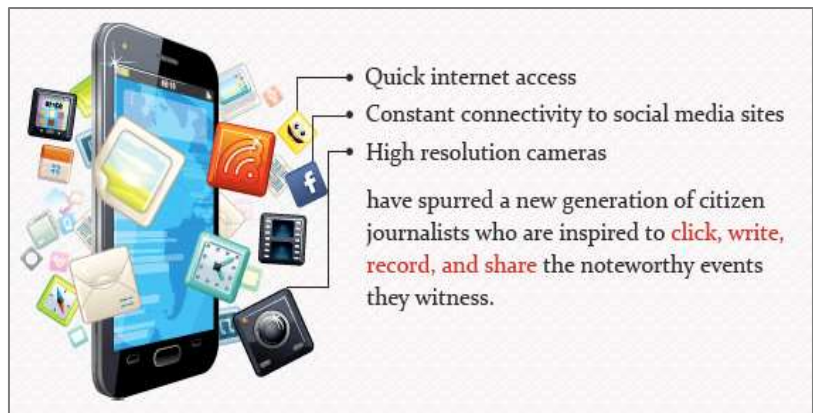 Quick internet access
Constant connectivity to social media sites
High resolution cameras
have spurred a new generation of citizen
journalists who are inspired to click, write,
record, and share the noteworthy events
they witness.